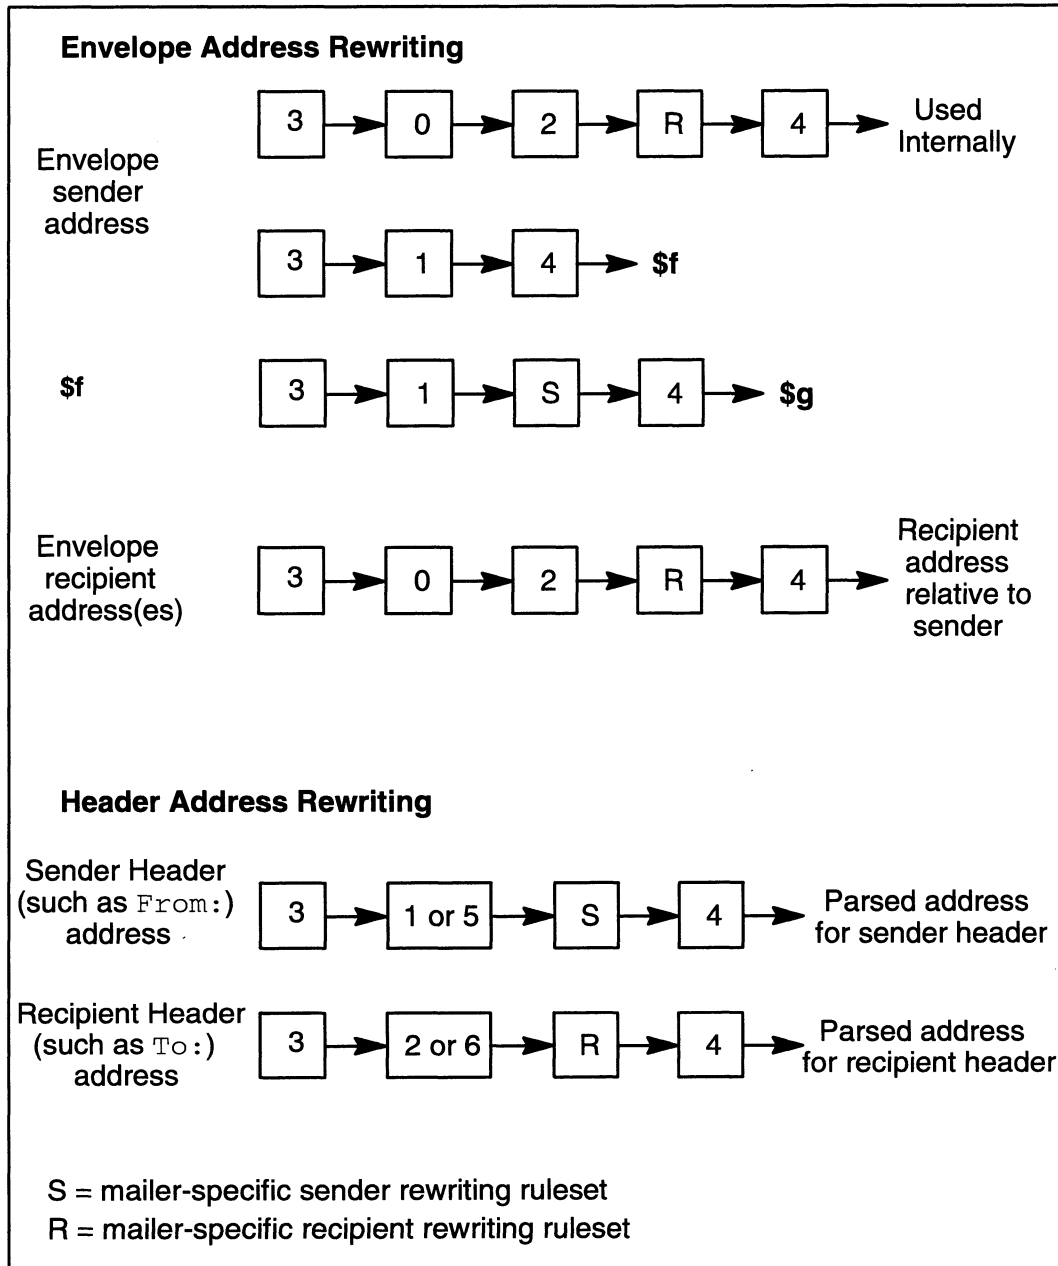 Envelope Address Rewriting
3 0 2 R 4
Used
Internally
Envelope
sender
address
3 1 4 $f
$f 3 1 S 4 $g
Envelope
recipient
address(es)
3 0 2 R 4
Recipient
address
relative to
sender
Header Address Rewriting
Sender Header
(such as From:)
address
3 1 or 5 S 4
Parsed address
for sender header
Recipient Header
(such as To:)
address
3 2 or 6 R 4
Parsed address
for recipient header
S = mailer-specific sender rewriting ruleset
R = mailer-specific recipient rewriting ruleset